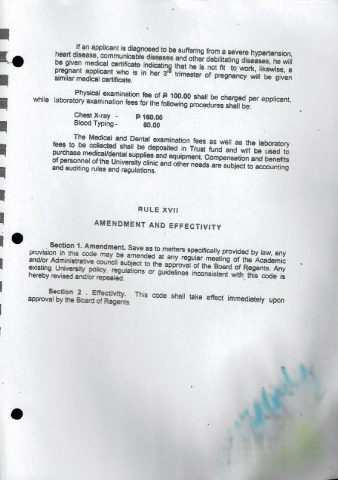 If an applicant is diagnosed to be suffering from a severe hypertension,
heart disease, communicable diseases and other debilitating diseases, he will
be given medical certificate indicating that he is not fit to work, likewise, a
pregnant applicant who is in her 3rd trimester of pregnancy will be given
similar medical certificate.
Physical examination fee of ₱ 100.00 shall be charged per applicant,
while laboratory examination fees for the following procedures shall be:
Chest X-ray - ₱ 160.00
Blood Typing - 60.00
The Medical and Dental examination fees as well as the laboratory
fees to be collected shall be deposited in Trust fund and will be used to
purchase medical/dental supplies and equipment. Compensation and benefits
of personnel of the University clinic and other needs are subject to accounting
and auditing rules and regulations.
RULE XVII
AMENDMENT AND EFFECTIVITY
Section 1. Amendment. Save as to matters specifically provided by law, any
provision in this code may be amended at any regular meeting of the Academic
and/or Administrative council subject to the approval of the Board of Regents. Any
existing University policy, regulations or guidelines inconsistent with this code is
hereby revised and/or repealed.
Section 2 . Effectivity. This code shall take effect immediately upon
approval by the Board of Regents